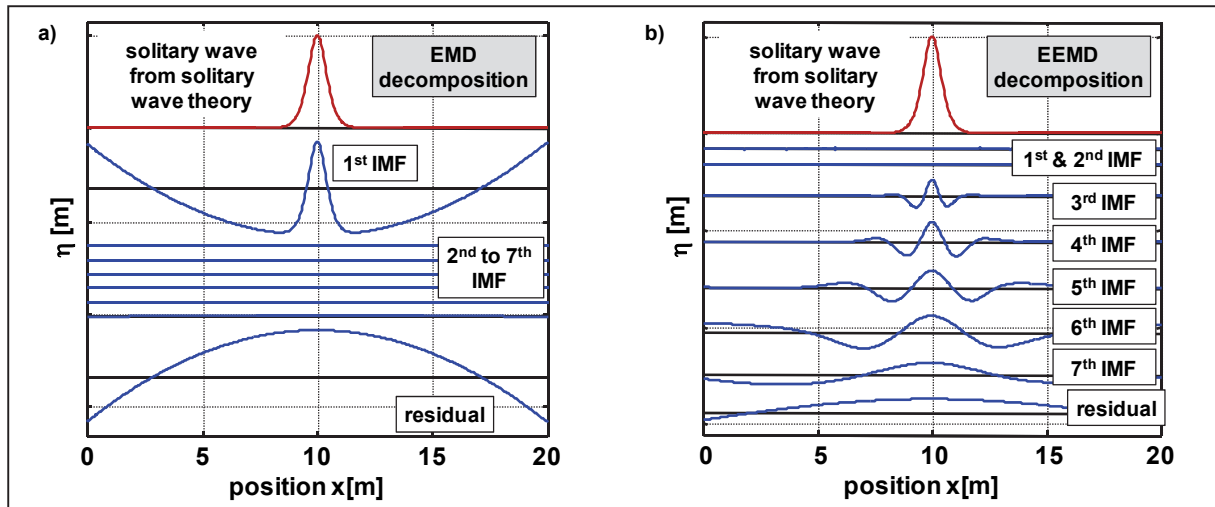 a)
solitary wave
from solitary
wave theory
EMD
decomposition
1st IMF
2nd to 7th
IMF
residual
η [m]
0 5 10 15 20
position x[m]
b)
solitary wave
from solitary
wave theory
EEMD
decomposition
1st & 2nd IMF
3rd IMF
4th IMF
5th IMF
6th IMF
7th IMF
residual
η [m]
0 5 10 15 20
position x[m]